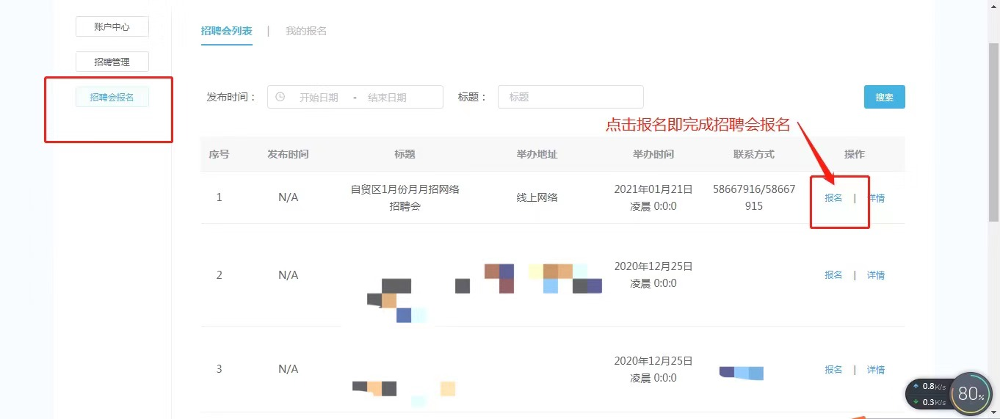 账户中心
招聘管理
招聘会报名
招聘会列表 | 我的报名
发布时间： 开始日期 - 结束日期 标题： 标题 搜索
点击报名即完成招聘会报名
序号 发布时间 标题 举办地址 举办时间 联系方式 操作
1 N/A 自贸区1月份月月招网络 线上网络 2021年01月21日 58667916/58667 报名 | 详情
招聘会 凌晨 0:0:0 915
2 N/A 2020年12月25日 报名 | 详情
凌晨 0:0:0
3 N/A 2020年12月25日 报名 | 详情
凌晨 0:0:0
0.8K/s
0.3K/s
80%